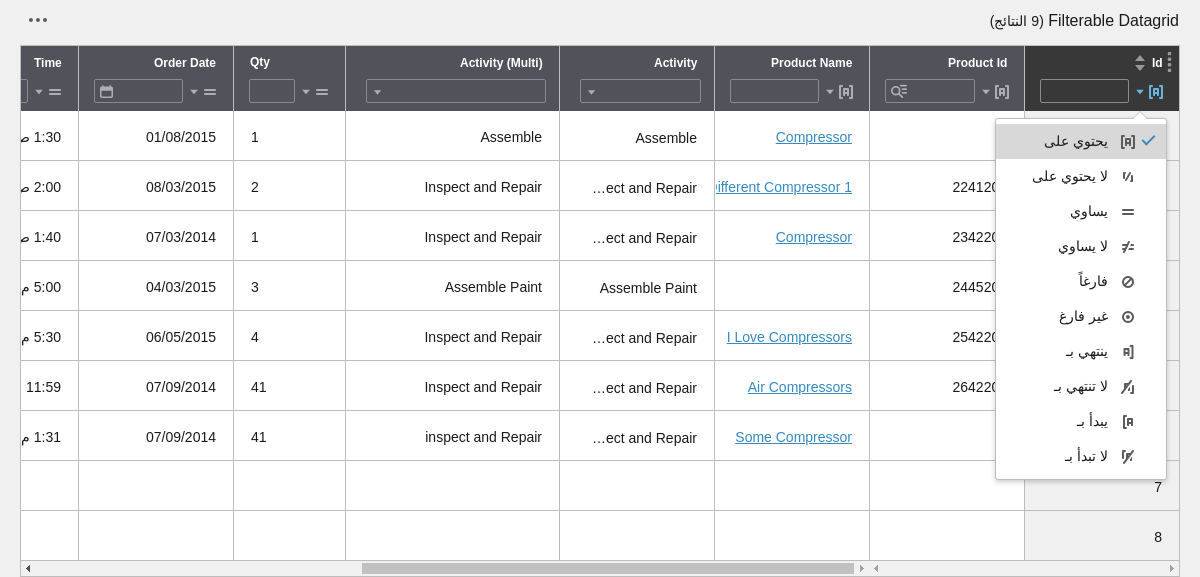 Filterable Datagrid (9 النتائج)
Id Product Id Product Name Activity Activity (Multi) Qty Order Date Time
Compressor Assemble Assemble 1 01/08/2015 1:30
Different Compressor 1 ...ect and Repair Inspect and Repair 2 08/03/2015 2:00
Compressor ...ect and Repair Inspect and Repair 1 07/03/2014 1:40
Assemble Paint Assemble Paint 3 04/03/2015 5:00 م
I Love Compressors ...ect and Repair Inspect and Repair 4 06/05/2015 5:30 م
Air Compressors ...ect and Repair Inspect and Repair 41 07/09/2014 11:59
Some Compressor ...ect and Repair inspect and Repair 41 07/09/2014 1:31 م
7
8
يحتوي على
لا يحتوي على
يساوي
لا يساوي
فارغاً
غير فارغ
ينتهي بـ
لا تنتهي بـ
يبدأ بـ
لا تبدأ بـ